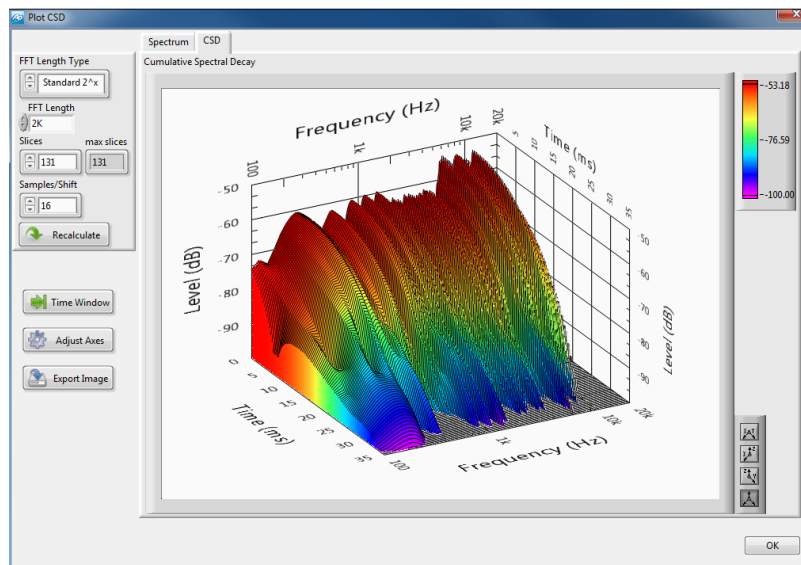 Plot CSD
Spectrum
CSD
FFT Length Type
Standard 2^x
FFT Length
2K
Slices
max slices
131
131
Samples/Shift
16
Recalculate
Time Window
Adjust Axes
Export Image
Cumulative Spectral Decay
Frequency (Hz)
100
1k
10k
20k
Time (ms)
5
10
15
20
25
30
35
Level (dB)
-50
-60
-70
-80
-90
0
5
10
15
20
25
30
35
Time (ms)
100
1k
10k
20k
Frequency (Hz)
-50
-60
-70
-80
-90
Level (dB)
-53.18
-76.59
-100.00
OK